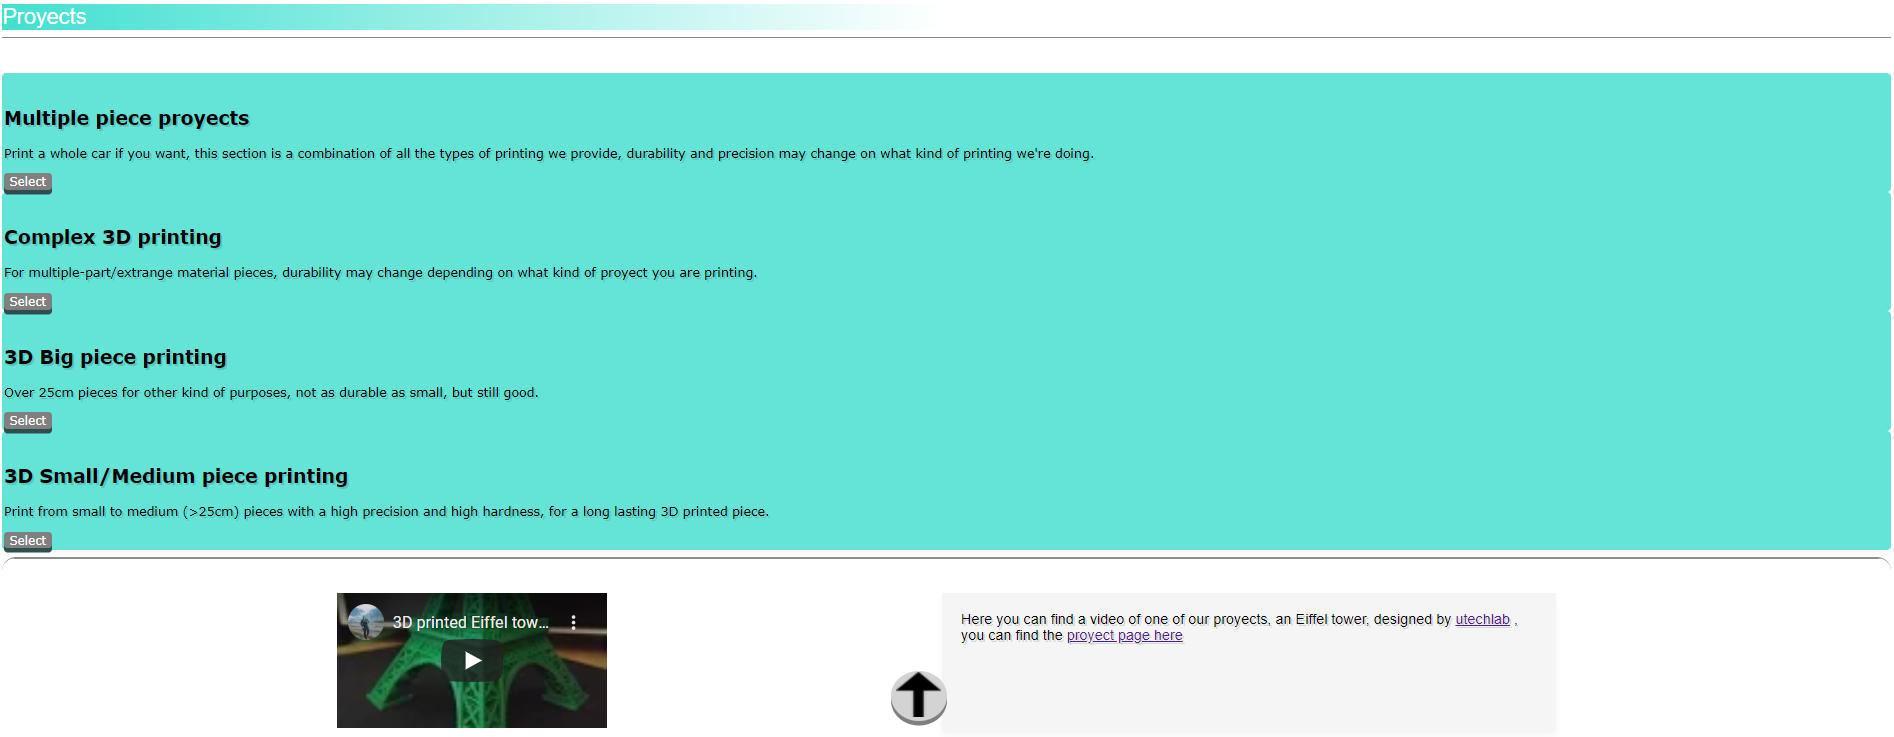 Proyects
Multiple piece proyects
Print a whole car if you want, this section is a combination of all the types of printing we provide, durability and precision may change on what kind of printing we're doing.
Select
Complex 3D printing
For multiple-part/extrange material pieces, durability may change depending on what kind of proyect you are printing.
Select
3D Big piece printing
Over 25cm pieces for other kind of purposes, not as durable as small, but still good.
Select
3D Small/Medium piece printing
Print from small to medium (>25cm) pieces with a high precision and high hardness, for a long lasting 3D printed piece.
Select
3D printed Eiffel tow...
Here you can find a video of one of our proyects, an Eiffel tower, designed by utechlab ,
you can find the proyect page here